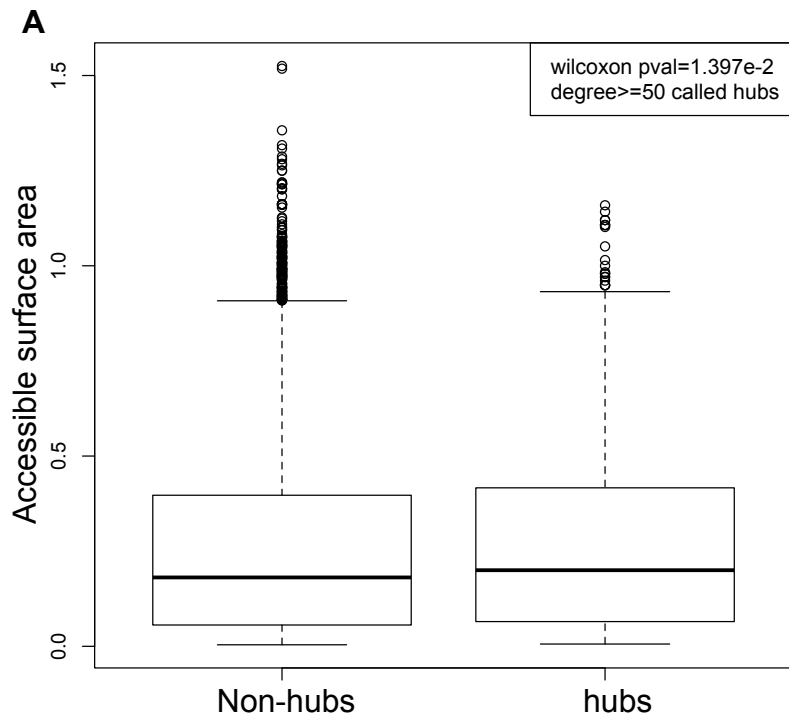 A
wilcoxon pval=1.397e-2
degree>=50 called hubs
Accessible surface area
1.5
1.0
0.5
0.0
Non-hubs
hubs